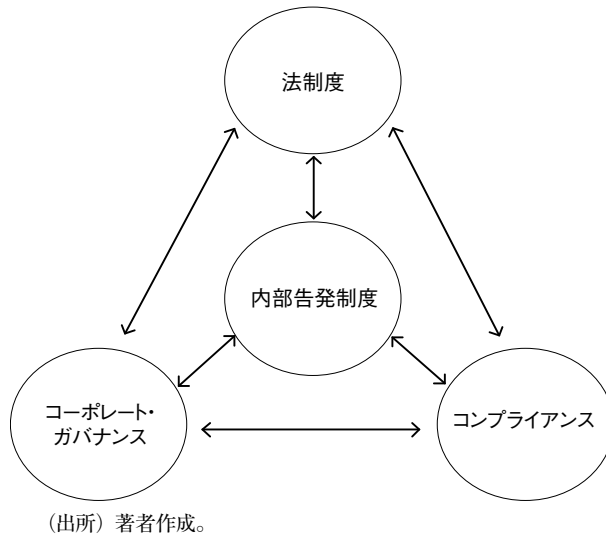 法制度
内部告発制度
コーポレート・
ガバナンス
コンプライアンス
（出所）著者作成。